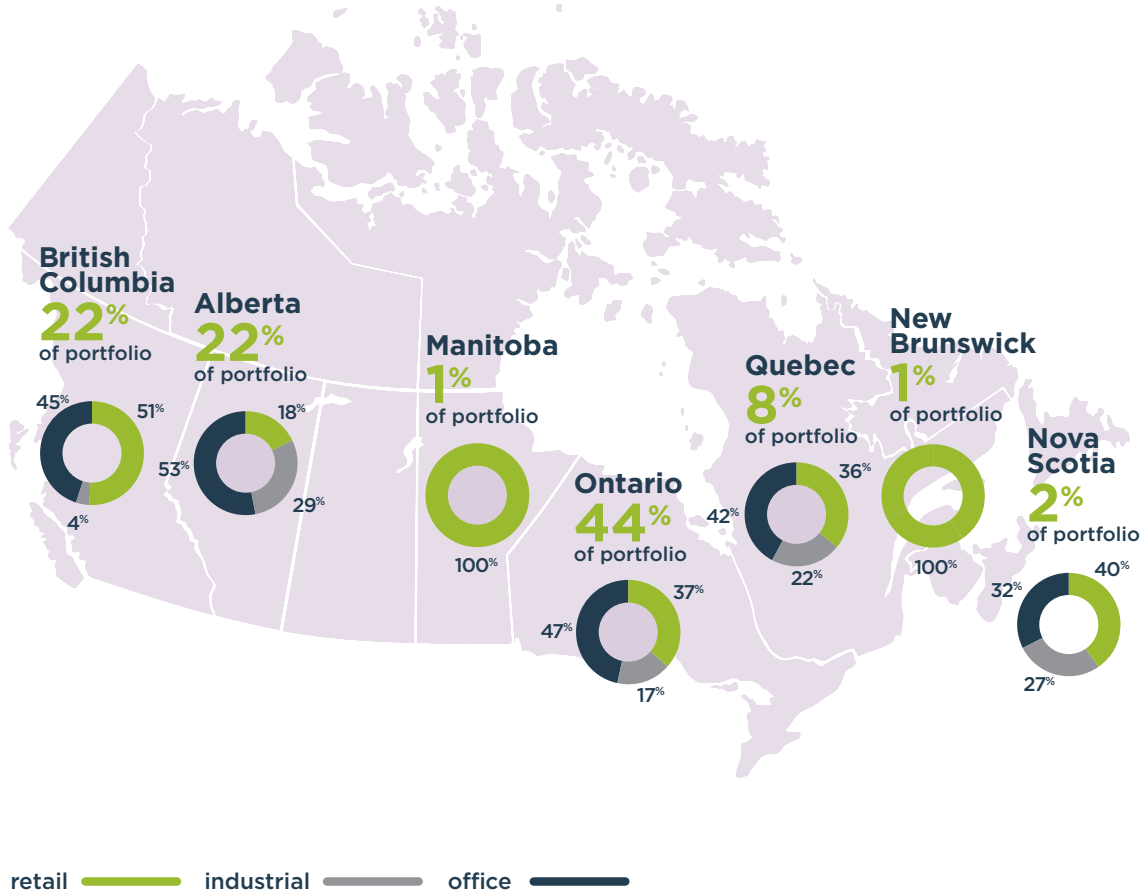 British
Columbia
22%
of portfolio
45%
51%
4%
Alberta
22%
of portfolio
18%
53%
29%
Manitoba
1%
of portfolio
100%
Ontario
44%
of portfolio
37%
47%
17%
Quebec
8%
of portfolio
36%
42%
22%
New
Brunswick
1%
of portfolio
100%
Nova
Scotia
2%
of portfolio
40%
32%
27%
retail industrial office